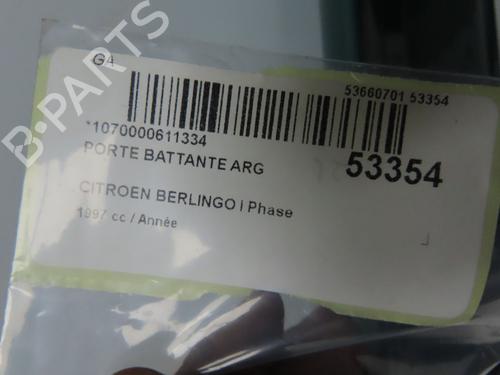 G4
53660701 53354
*1070000611334
PORTE BATTANTE ARG
53354
CITROEN BERLINGO I Phase
1997 cc / Année
B-PARTS